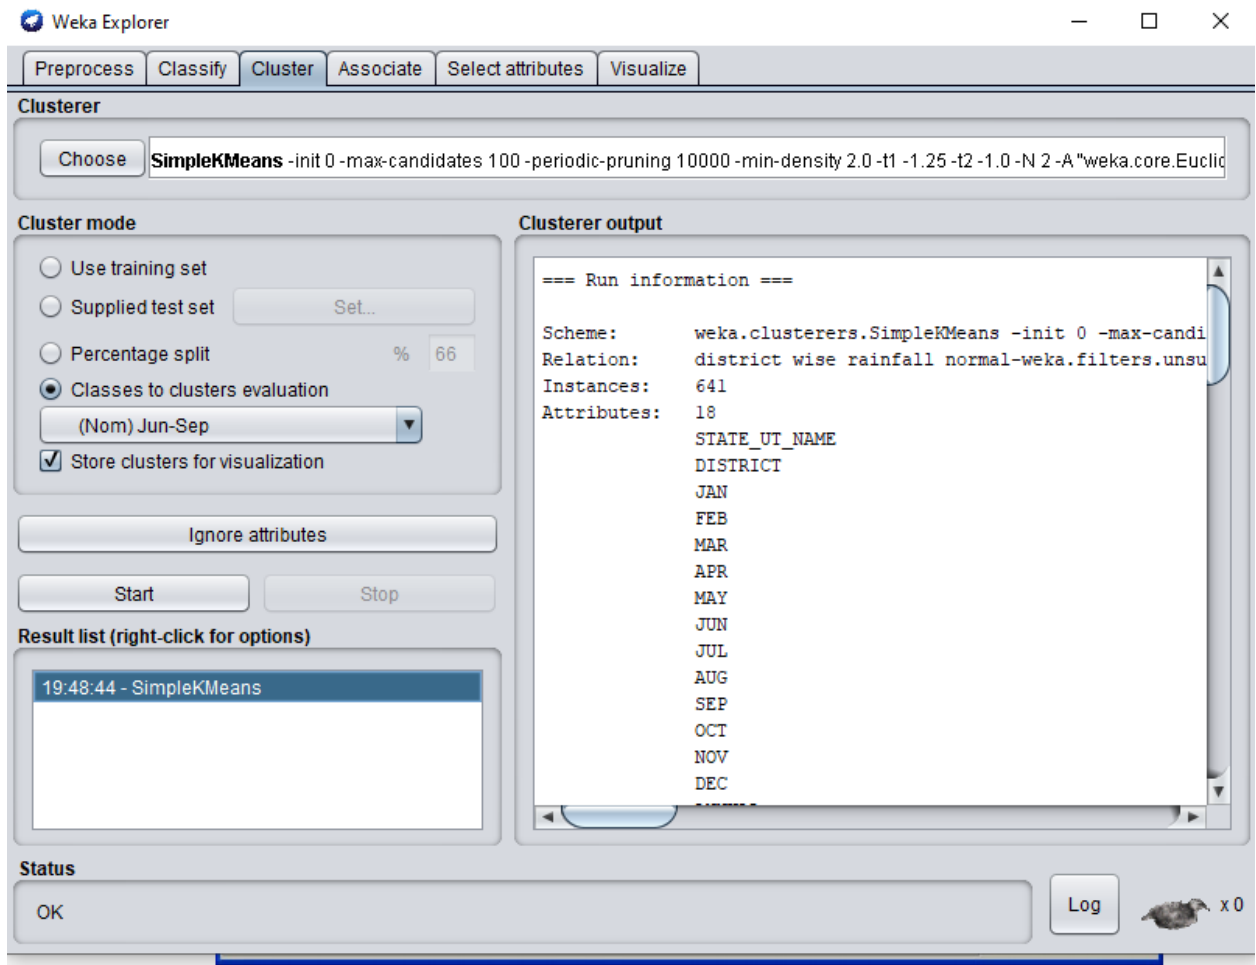 Weka Explorer
Preprocess Classify Cluster Associate Select attributes Visualize
Clusterer
Choose SimpleKMeans -init 0 -max-candidates 100 -periodic-pruning 10000 -min-density 2.0 -t1 -1.25 -t2 -1.0 -N 2 -A "weka.core.Euclid
Cluster mode
Use training set
Supplied test set Set...
Percentage split % 66
Classes to clusters evaluation
(Nom) Jun-Sep
Store clusters for visualization
Ignore attributes
Start Stop
Result list (right-click for options)
19:48:44 - SimpleKMeans
Clusterer output
=== Run information ===
Scheme: weka.clusterers.SimpleKMeans -init 0 -max-candi
Relation: district wise rainfall normal-weka.filters.unsu
Instances: 641
Attributes: 18
STATE_UT_NAME
DISTRICT
JAN
FEB
MAR
APR
MAY
JUN
JUL
AUG
SEP
OCT
NOV
DEC
Status
OK
Log x 0